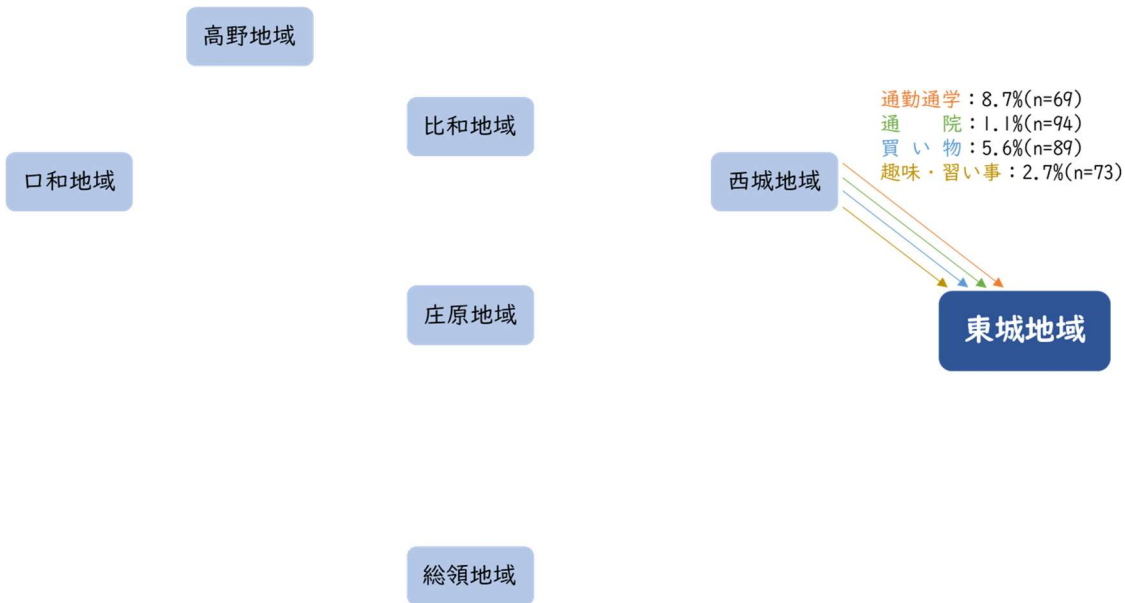 高野地域
比和地域
口和地域
西城地域
通勤通学：8.7%(n=69)
通　　院：1.1%(n=94)
買 い 物：5.6%(n=89)
趣味・習い事：2.7%(n=73)
庄原地域
東城地域
総領地域